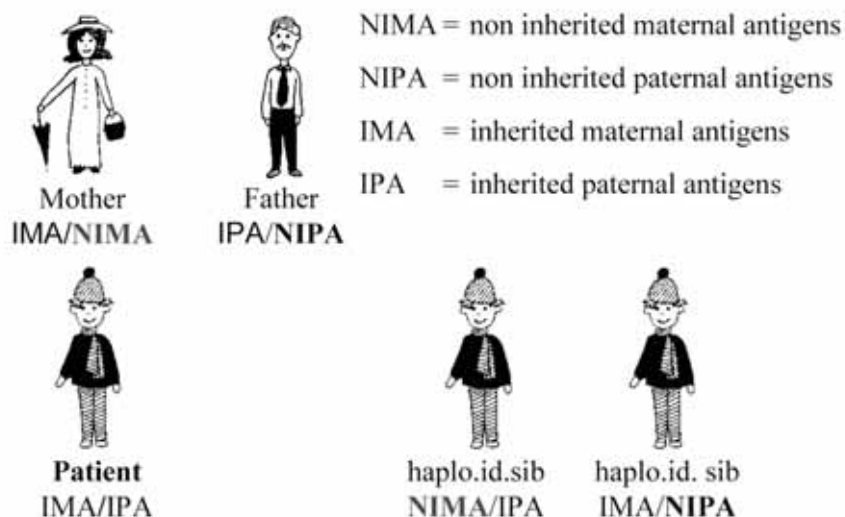 NIMA = non inherited maternal antigens
NIPA = non inherited paternal antigens
IMA = inherited maternal antigens
IPA = inherited paternal antigens
Mother
IMA/NIMA
Father
IPA/NIPA
Patient
IMA/IPA
haplo.id.sib
NIMA/IPA
haplo.id. sib
IMA/NIPA